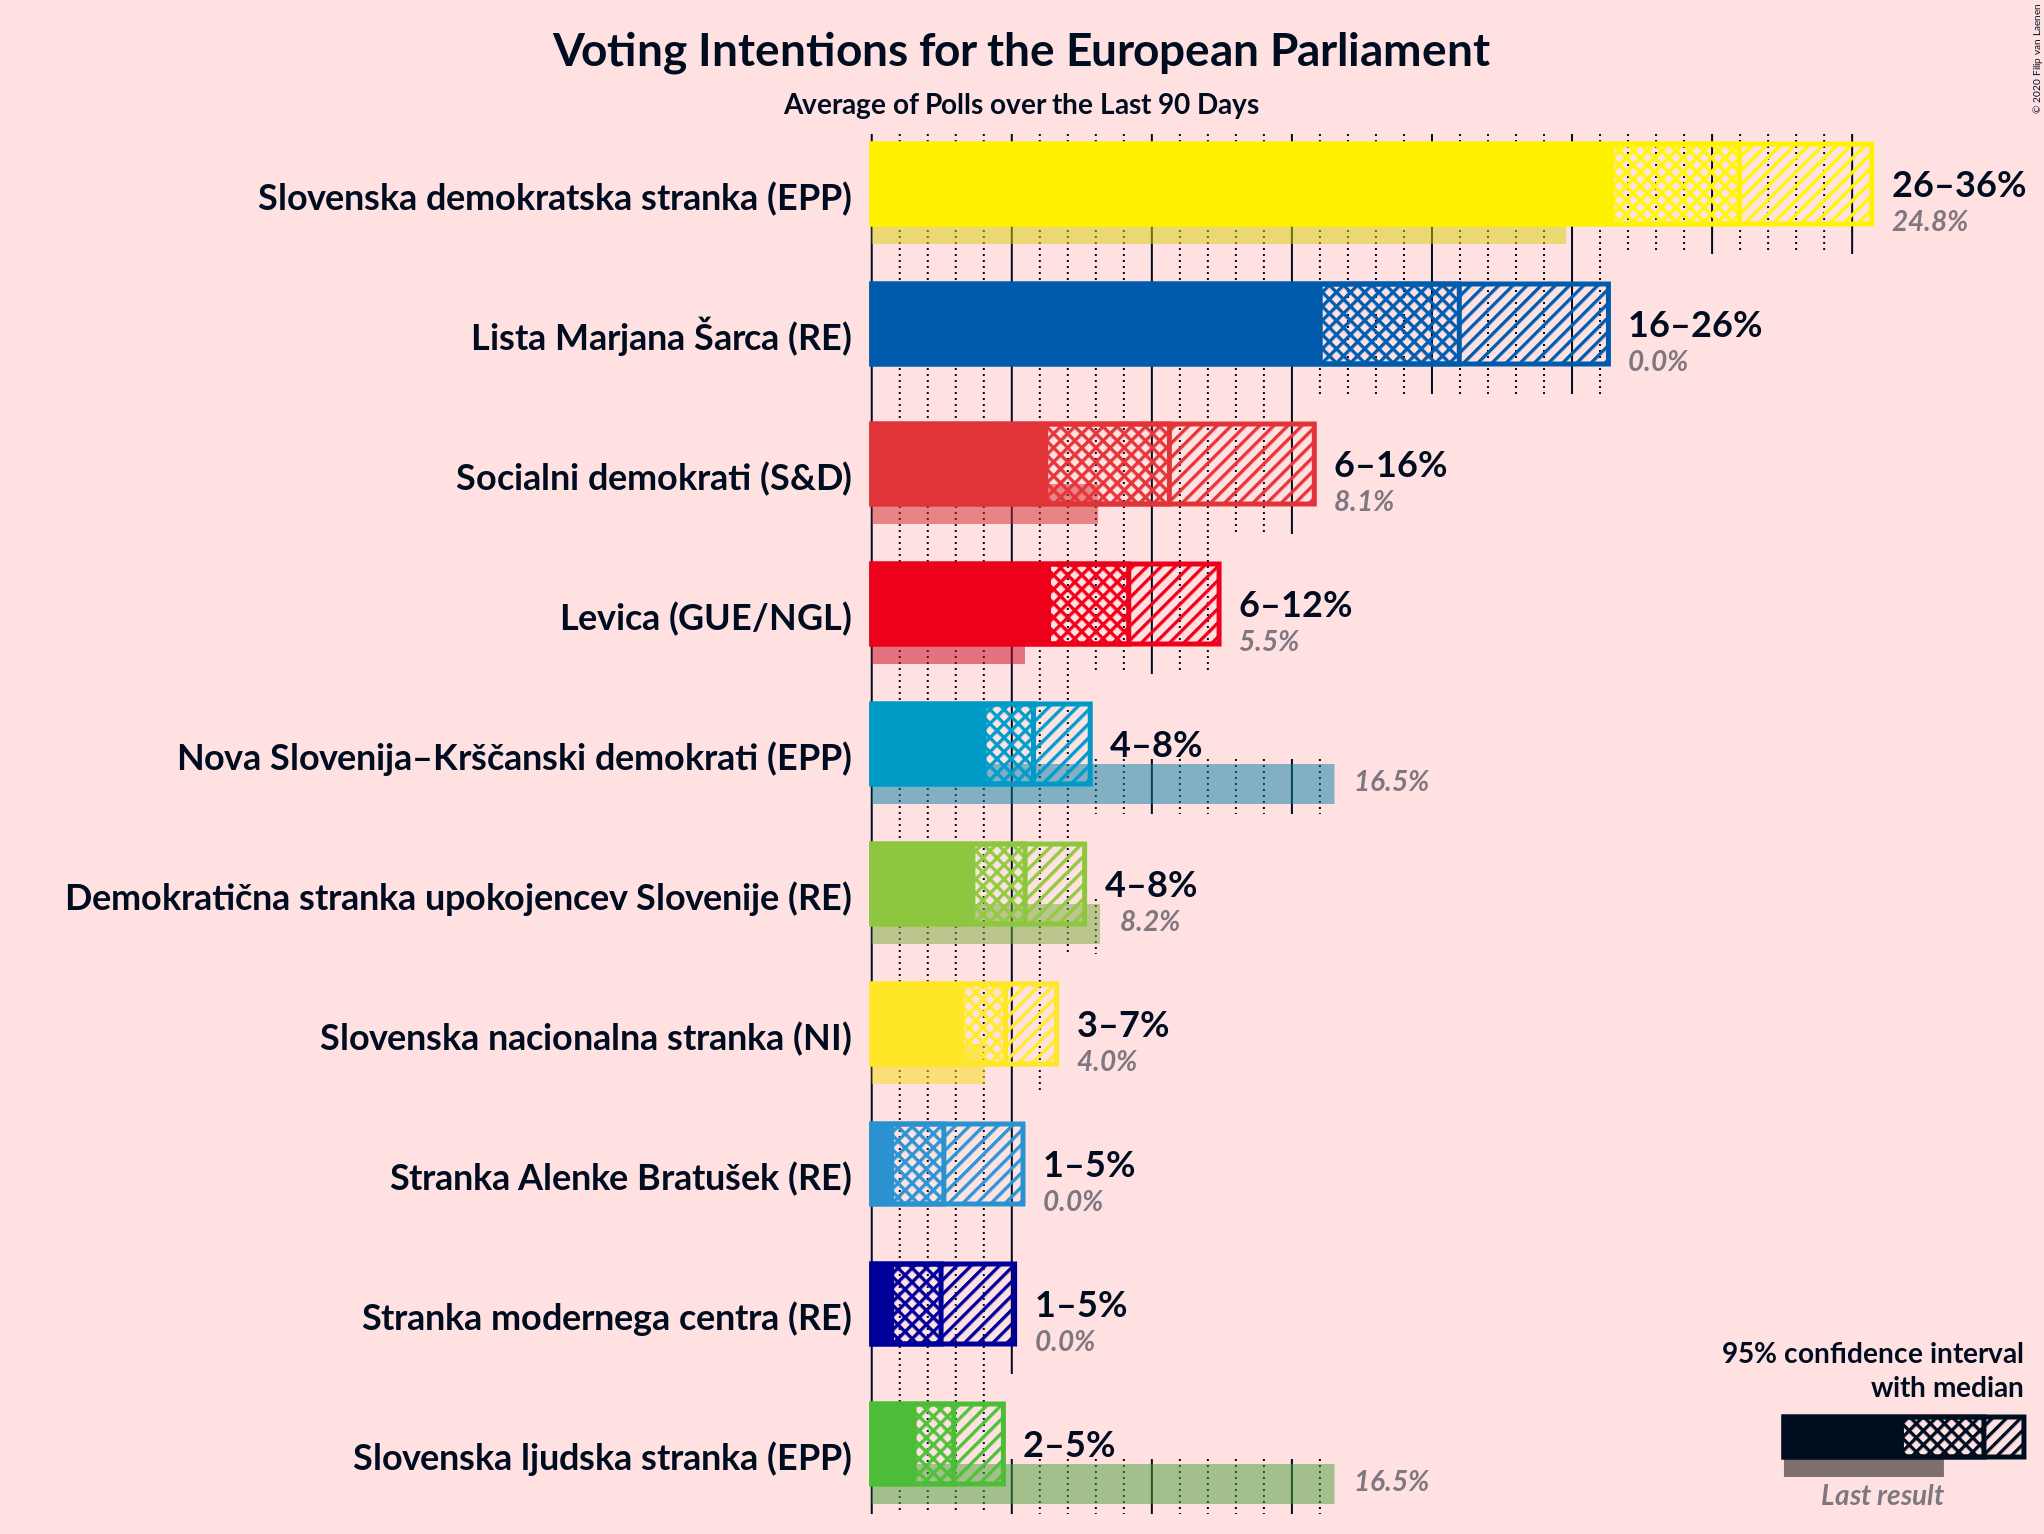 © 2020 Filip van Laenen
Voting Intentions for the European Parliament
Average of Polls over the Last 90 Days
Slovenska demokratska stranka (EPP)
26–36%
24.8%
Lista Marjana Šarca (RE)
16–26%
0.0%
Socialni demokrati (S&D)
6–16%
8.1%
Levica (GUE/NGL)
6–12%
5.5%
Nova Slovenija–Krščanski demokrati (EPP)
4–8%
16.5%
Demokratična stranka upokojencev Slovenije (RE)
4–8%
8.2%
Slovenska nacionalna stranka (NI)
3–7%
4.0%
Stranka Alenke Bratušek (RE)
1–5%
0.0%
Stranka modernega centra (RE)
1–5%
0.0%
Slovenska ljudska stranka (EPP)
2–5%
16.5%
95% confidence interval
with median
Last result